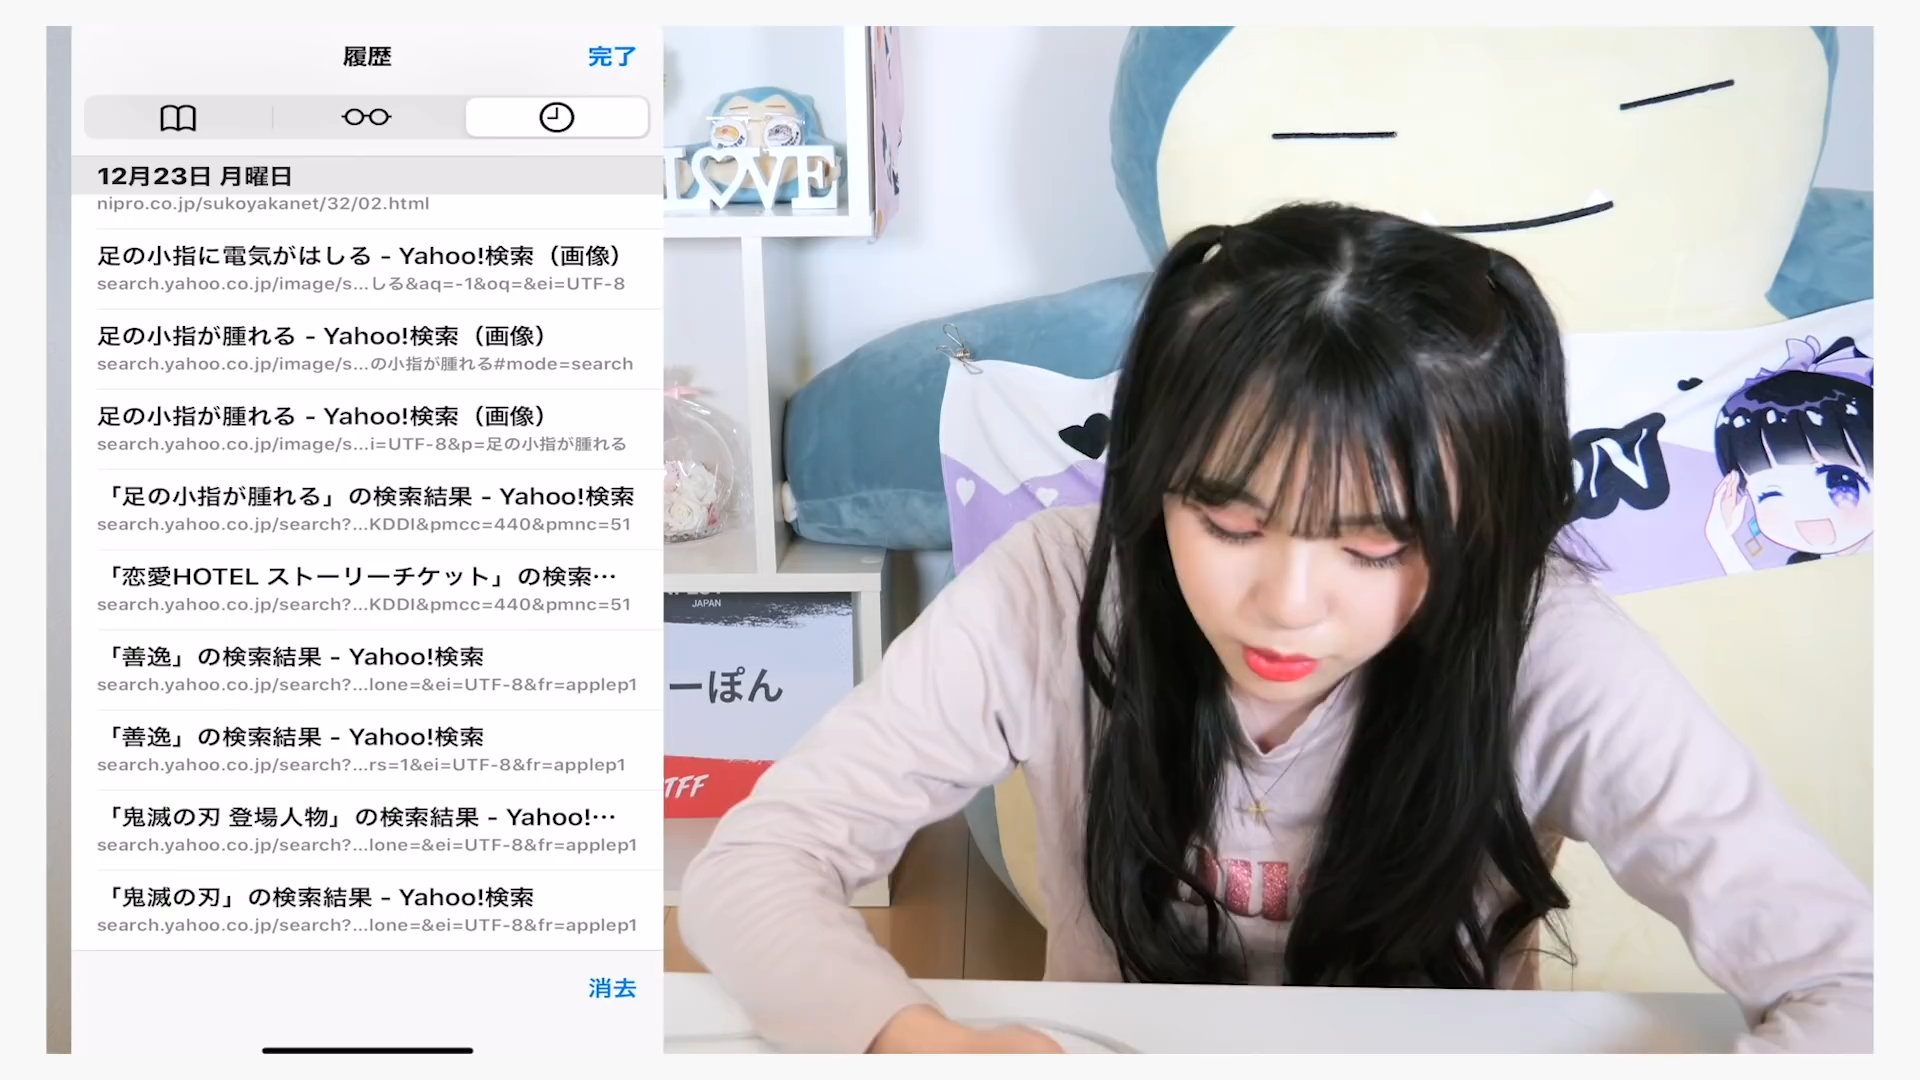 履歴
完了
12月23日 月曜日
nipro.co.jp/sukoyakanet/32/02.html
足の小指に電気がはしる - Yahoo!検索（画像）
search.yahoo.co.jp/image/s...しる&aq=-1&oq=&ei=UTF-8
足の小指が腫れる - Yahoo!検索（画像）
search.yahoo.co.jp/image/s...の小指が腫れる#mode=search
足の小指が腫れる - Yahoo!検索（画像）
search.yahoo.co.jp/image/s...i=UTF-8&p=足の小指が腫れる
「足の小指が腫れる」の検索結果 - Yahoo!検索
search.yahoo.co.jp/search?...KDDI&pmcc=440&pmnc=51
「恋愛HOTEL ストーリーチケット」の検索…
search.yahoo.co.jp/search?...KDDI&pmcc=440&pmnc=51
「善逸」の検索結果 - Yahoo!検索
search.yahoo.co.jp/search?...lone=&ei=UTF-8&fr=applep1
「善逸」の検索結果 - Yahoo!検索
search.yahoo.co.jp/search?...rs=1&ei=UTF-8&fr=applep1
「鬼滅の刃 登場人物」の検索結果 - Yahoo!…
search.yahoo.co.jp/search?...lone=&ei=UTF-8&fr=applep1
「鬼滅の刃」の検索結果 - Yahoo!検索
search.yahoo.co.jp/search?...lone=&ei=UTF-8&fr=applep1
消去
LOVE
JAPAN
ーぽん
TFF
ON